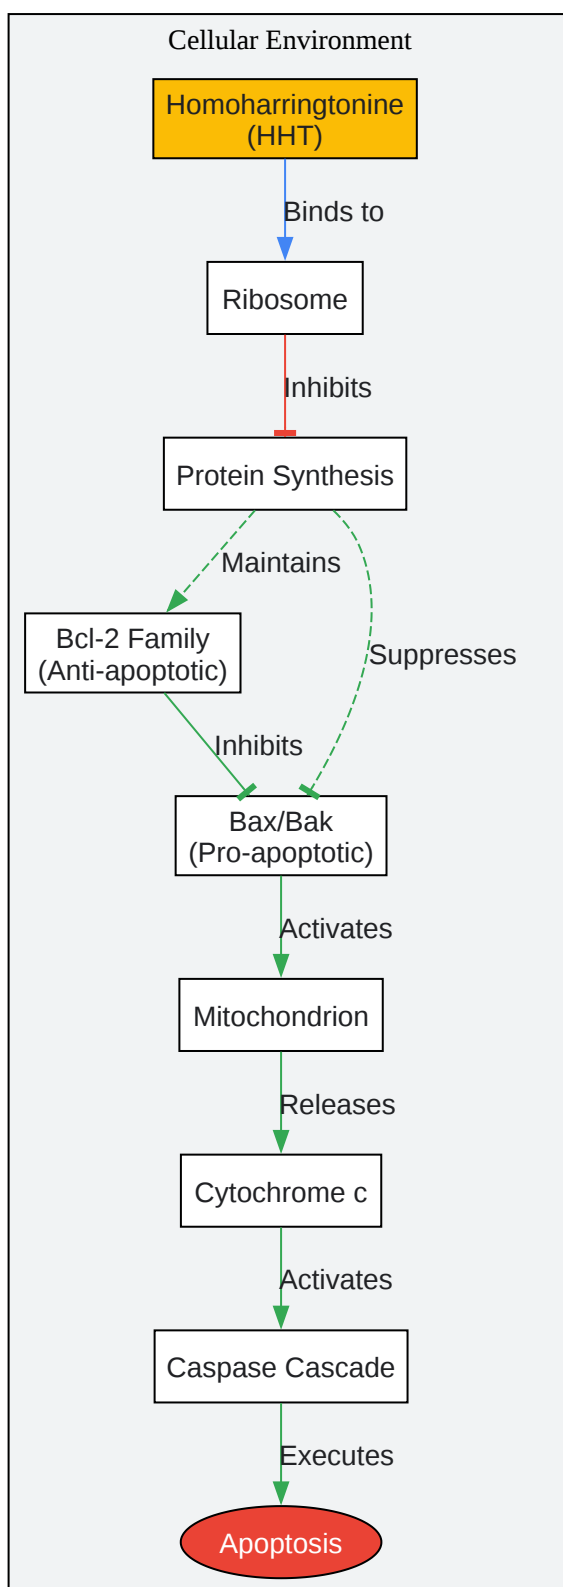 Cellular Environment
Homoharringtonine
(HHT)
Binds to
Ribosome
Inhibits
Protein Synthesis
Maintains
Bcl-2 Family
(Anti-apoptotic)
Suppresses
Inhibits
Bax/Bak
(Pro-apoptotic)
Activates
Mitochondrion
Releases
Cytochrome c
Activates
Caspase Cascade
Executes
Apoptosis